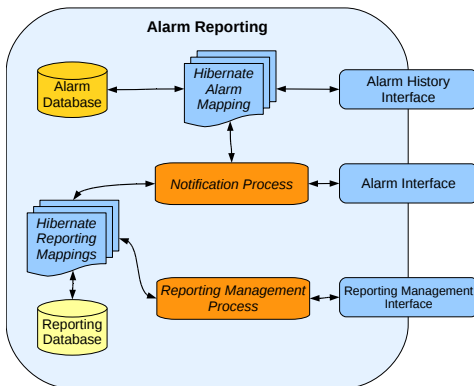 Alarm Reporting
Alarm
Database
Hibernate
Alarm
Mapping
Alarm History
Interface
Notification Process
Alarm Interface
Hibernate
Reporting
Mappings
Reporting Management
Process
Reporting Management
Interface
Reporting
Database